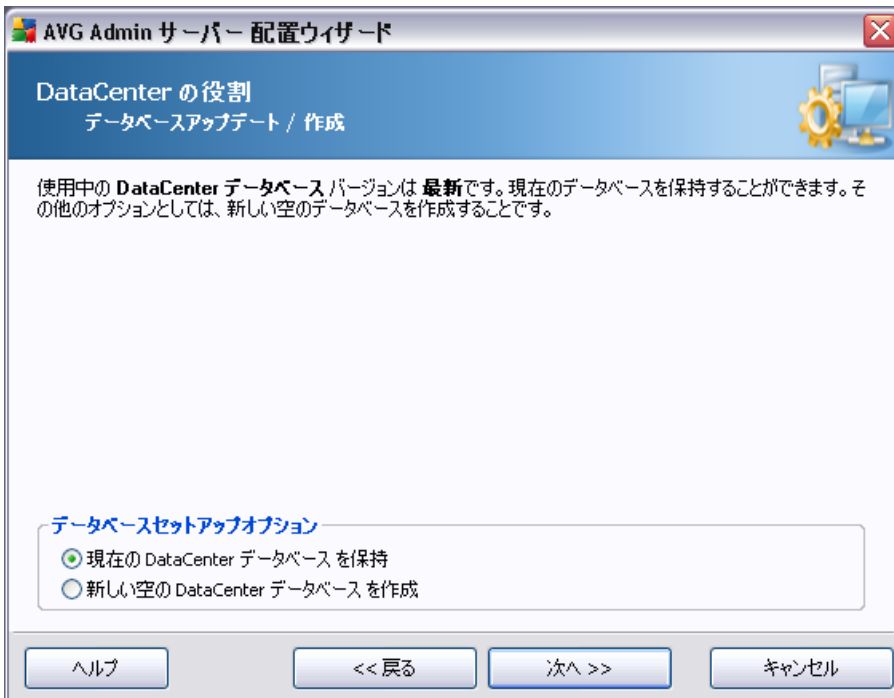 AVG Admin サーバー 配置ウィザード
DataCenter の役割
データベースアップデート / 作成
使用中の DataCenter データベース バージョンは 最新です。現在のデータベースを保持することができます。そ
の他のオプションとしては、新しい空のデータベースを作成することです。
データベースセットアップオプション
現在の DataCenter データベース を保持
新しい空の DataCenter データベース を作成
ヘルプ
<< 戻る
次へ >>
キャンセル